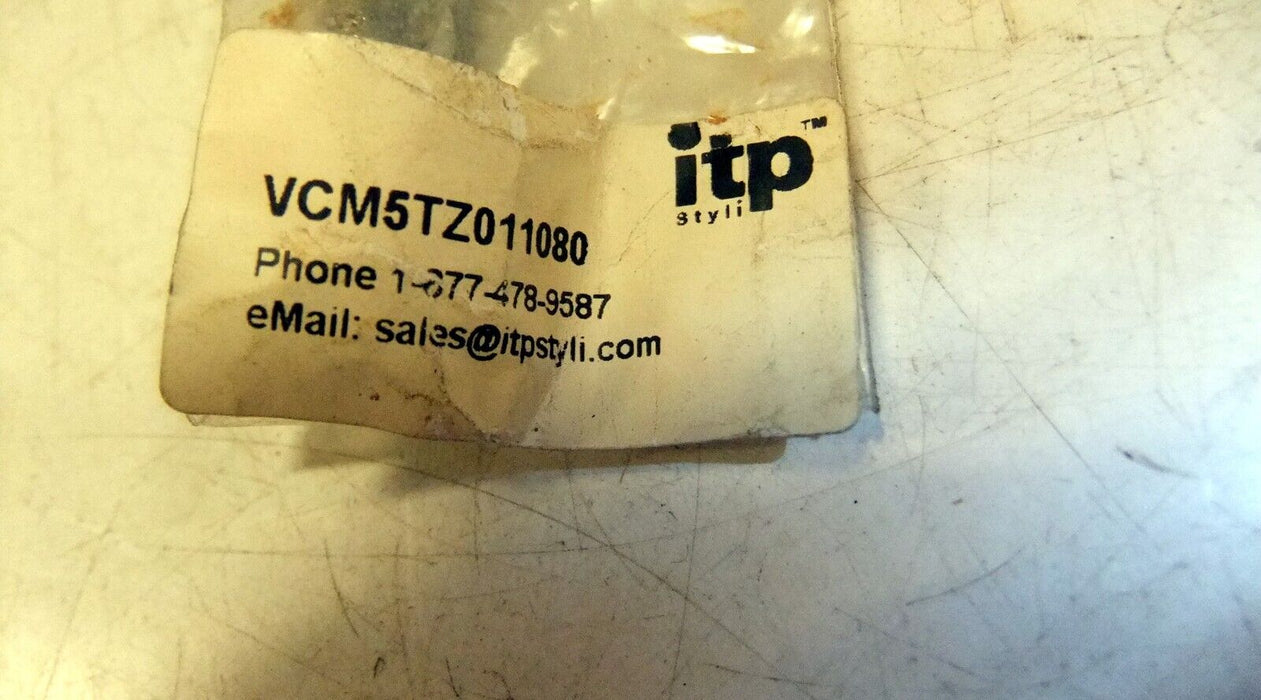 itp™
Styli
VCM5TZ011080
Phone 1-877-478-9587
eMail: sales@itpstyli.com